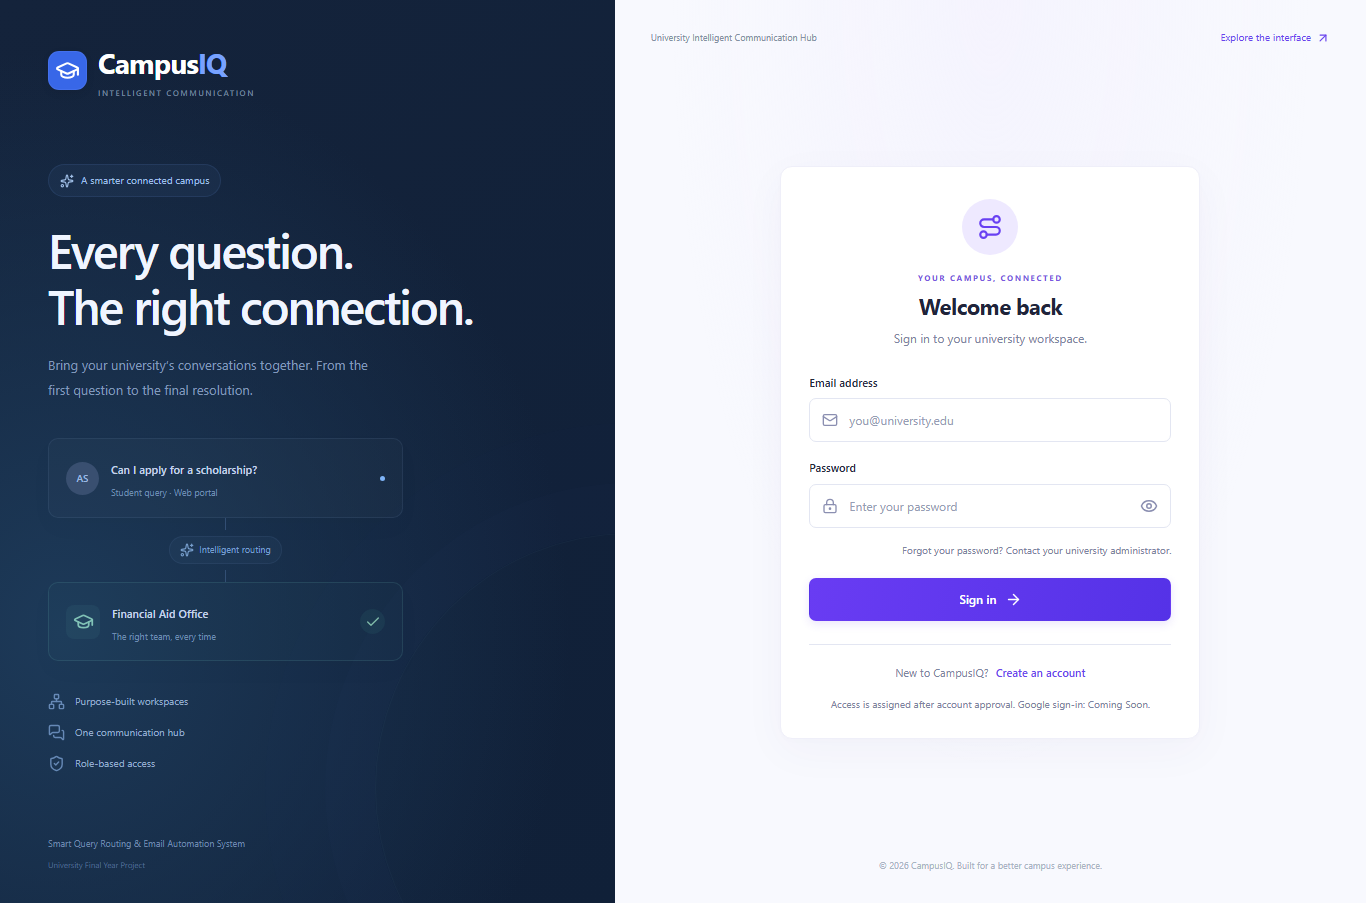 CampusIQ
INTELLIGENT COMMUNICATION
A smarter connected campus
Every question.
The right connection.
Bring your university's conversations together. From the
first question to the final resolution.
AS
Can I apply for a scholarship?
Student query · Web portal
Intelligent routing
Financial Aid Office
The right team, every time
Purpose-built workspaces
One communication hub
Role-based access
Smart Query Routing & Email Automation System
University Final Year Project
University Intelligent Communication Hub
Explore the interface
YOUR CAMPUS, CONNECTED
Welcome back
Sign in to your university workspace.
Email address
you@university.edu
Password
Enter your password
Forgot your password? Contact your university administrator.
Sign in
New to CampusIQ? Create an account
Access is assigned after account approval. Google sign-in: Coming Soon.
© 2026 CampusIQ. Built for a better campus experience.